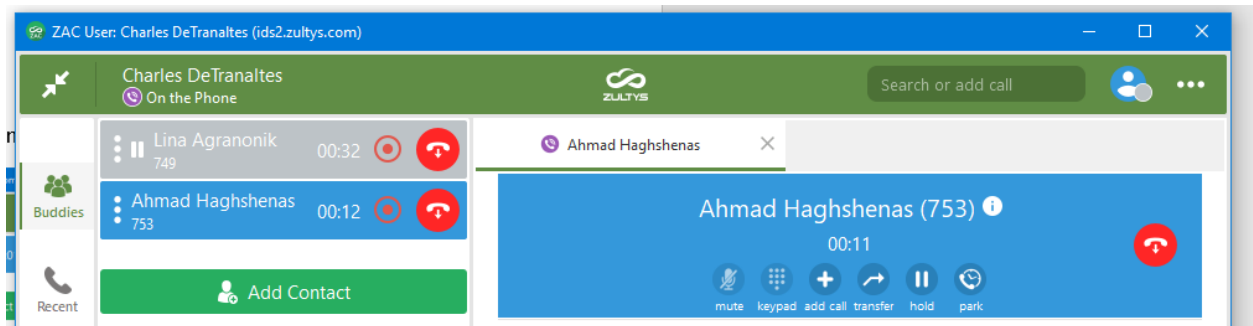 ZAC User: Charles DeTranaltes (ids2.zultys.com)
Charles DeTranaltes
On the Phone
ZULTYS
Search or add call
Buddies
Recent
Lina Agranonik
749
00:32
Ahmad Haghshenas
753
00:12
Add Contact
Ahmad Haghshenas
Ahmad Haghshenas (753)
00:11
mute keypad add call transfer hold park